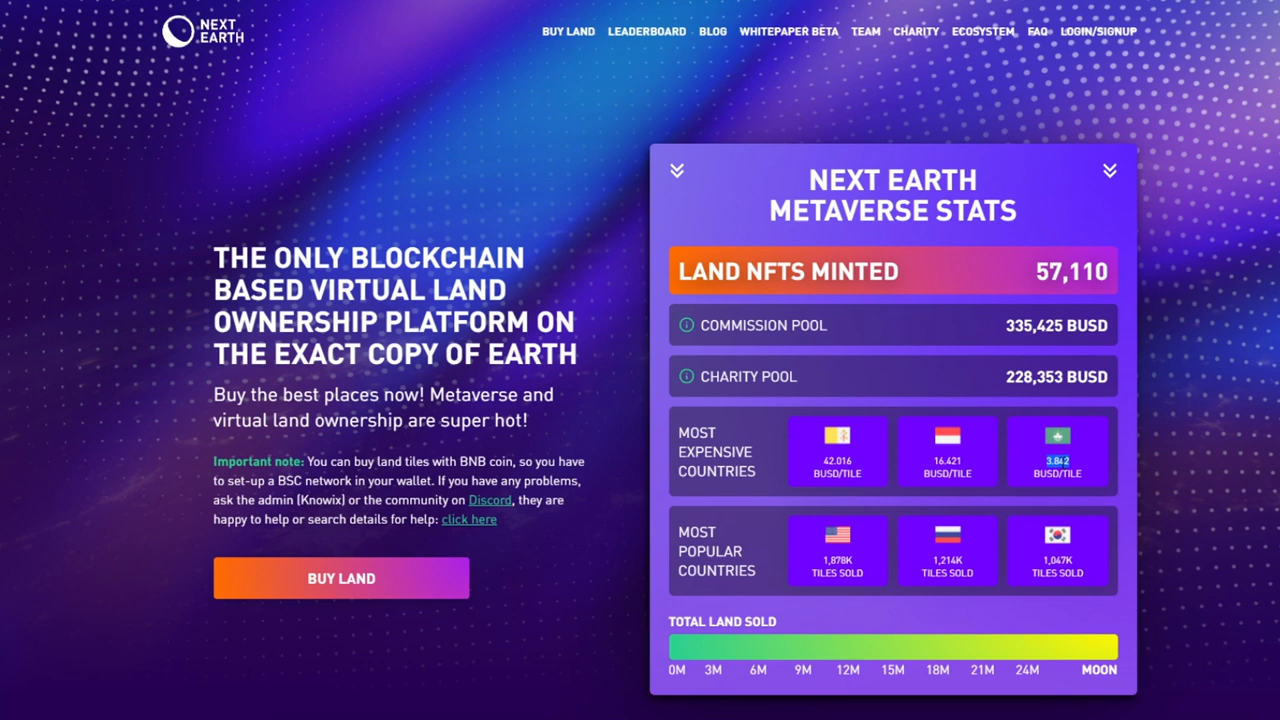 NEXT
EARTH
BUY LAND LEADERBOARD BLOG WHITEPAPER BETA TEAM CHARITY ECOSYSTEM FAQ LOGIN/SIGNUP
THE ONLY BLOCKCHAIN
BASED VIRTUAL LAND
OWNERSHIP PLATFORM ON
THE EXACT COPY OF EARTH
Buy the best places now! Metaverse and
virtual land ownership are super hot!
Important note: You can buy land tiles with BNB coin, so you have
to set-up a BSC network in your wallet. If you have any problems,
ask the admin (Knowix) or the community on Discord, they are
happy to help or search details for help: click here
BUY LAND
NEXT EARTH
METAVERSE STATS
LAND NFTS MINTED 57,110
COMMISSION POOL 335,425 BUSD
CHARITY POOL 228,353 BUSD
MOST
EXPENSIVE
COUNTRIES
42.016
BUSD/TILE
16.421
BUSD/TILE
3.842
BUSD/TILE
MOST
POPULAR
COUNTRIES
1,878K
TILES SOLD
1,214K
TILES SOLD
1,047K
TILES SOLD
TOTAL LAND SOLD
0M 3M 6M 9M 12M 15M 18M 21M 24M MOON